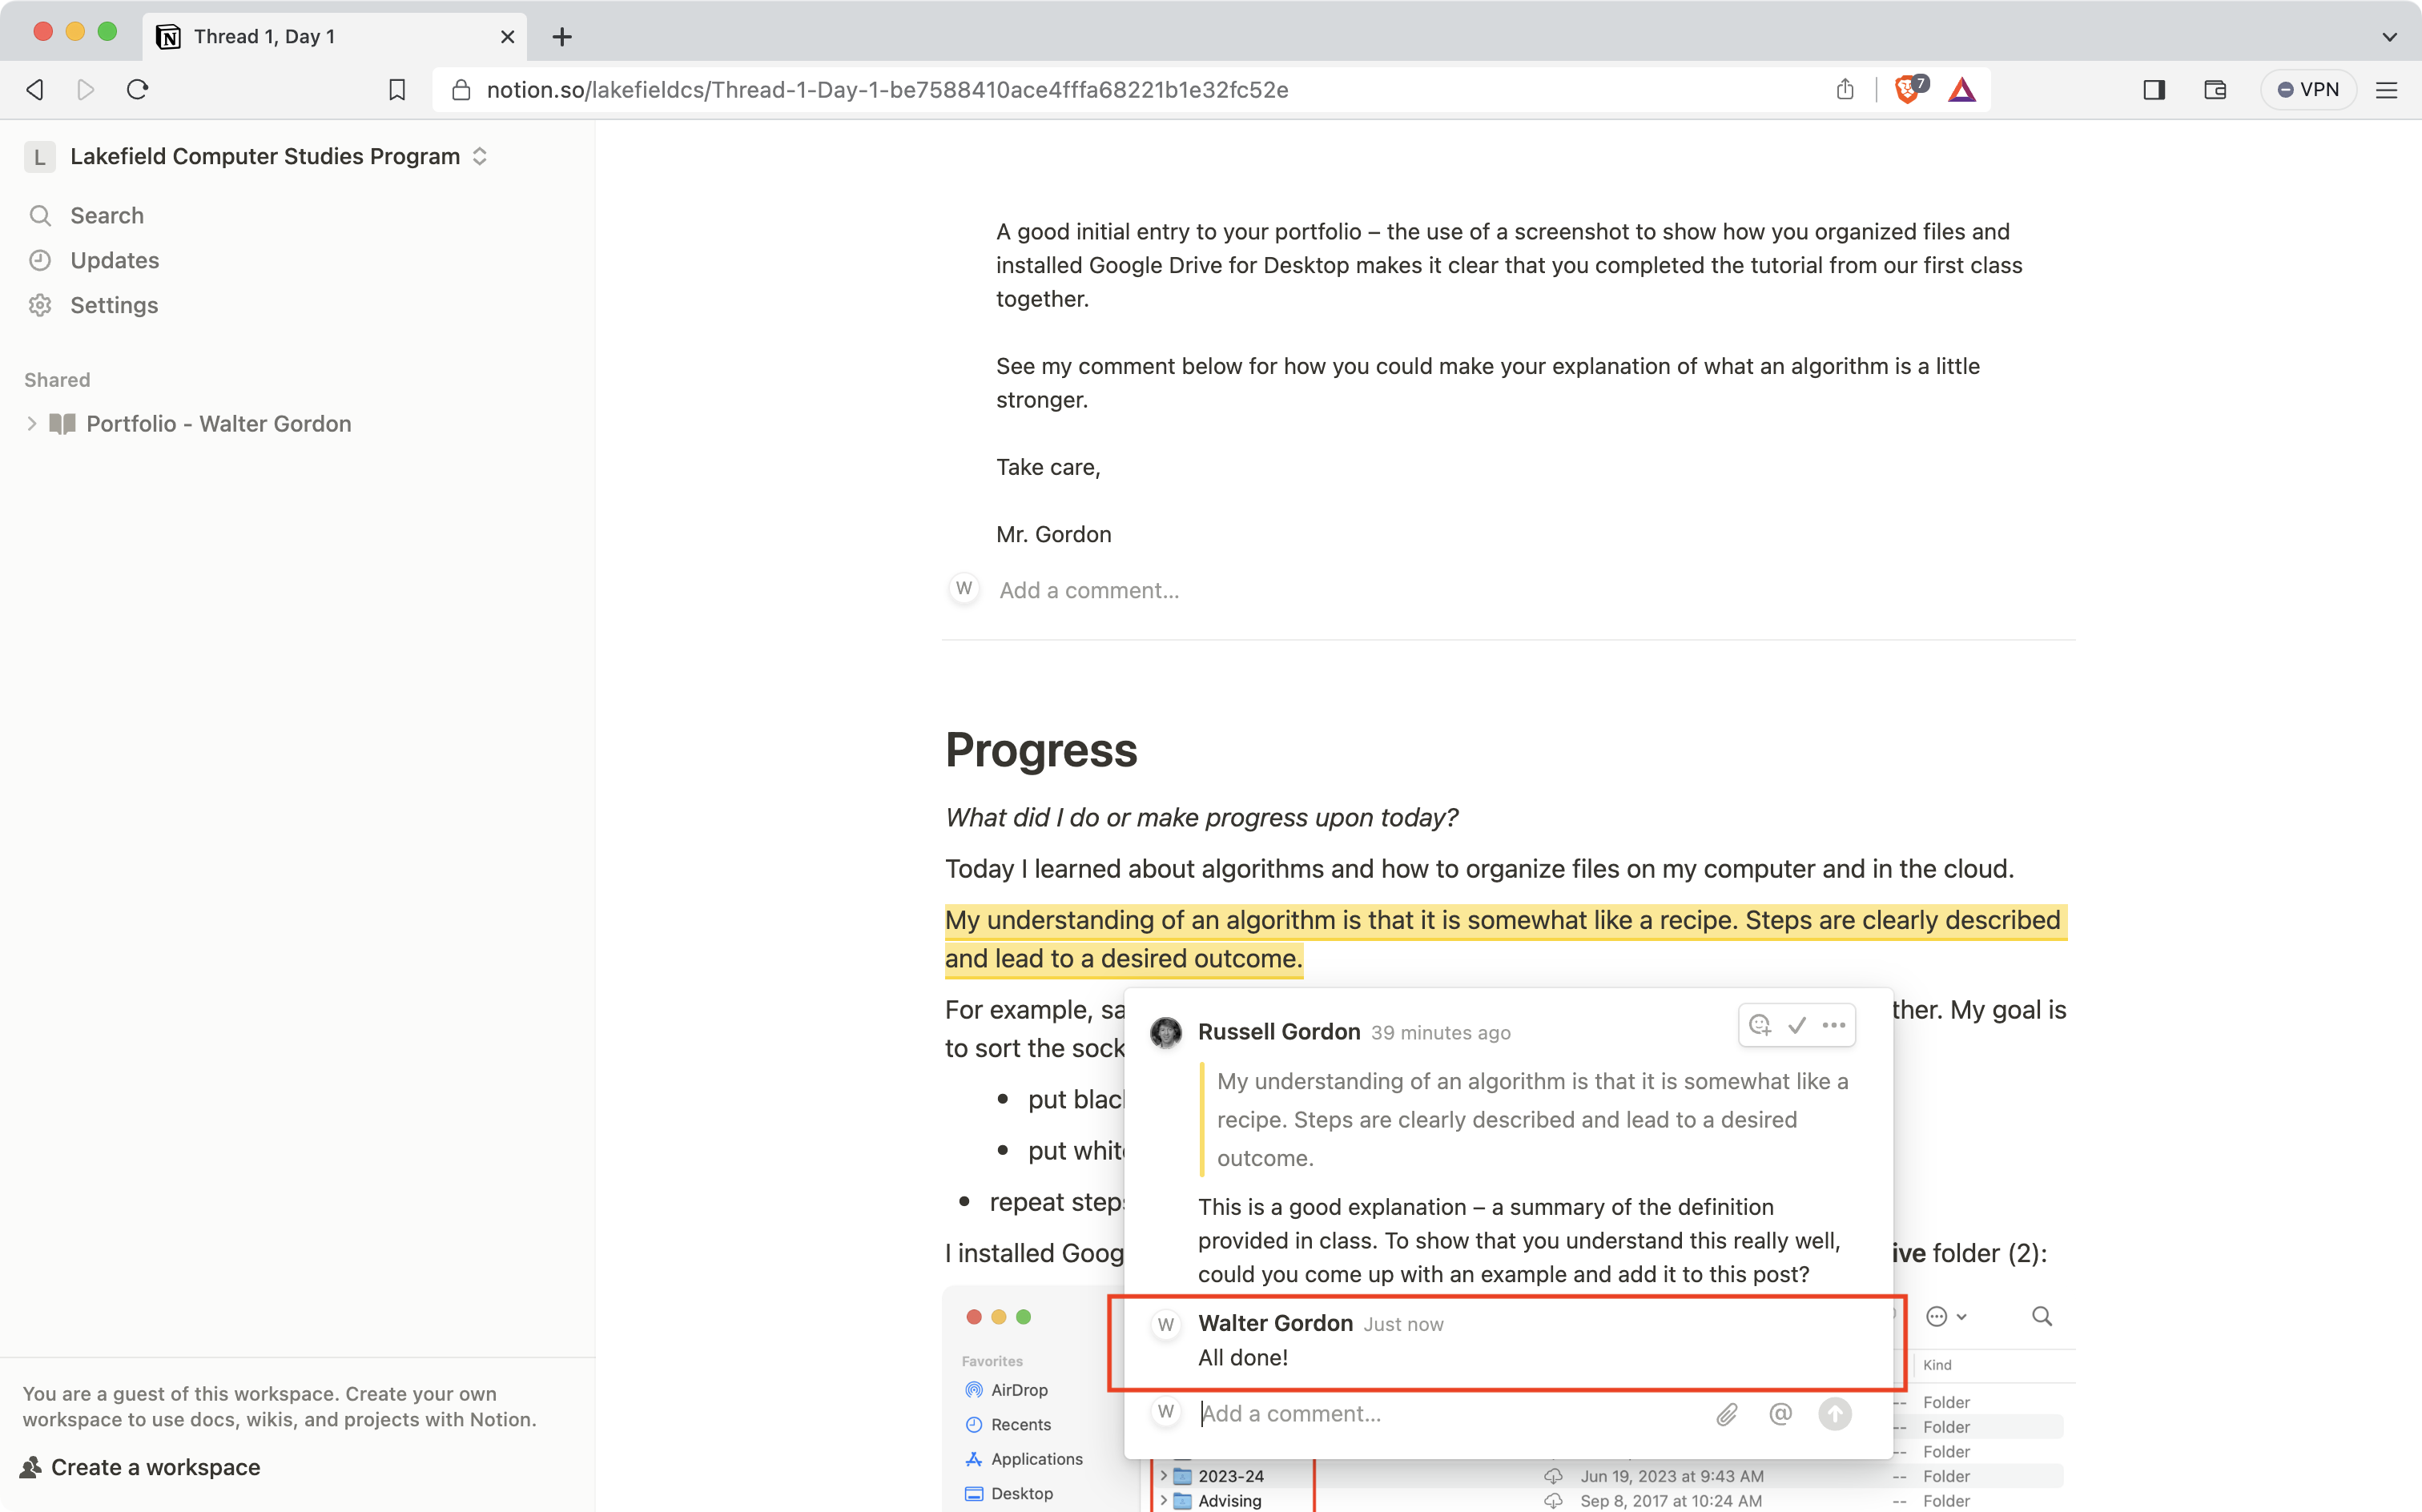 Thread 1, Day 1
notion.so/lakefieldcs/Thread-1-Day-1-be7588410ace4fffa68221b1e32fc52e
7
VPN
L Lakefield Computer Studies Program
Search
Updates
Settings
Shared
Portfolio - Walter Gordon
You are a guest of this workspace. Create your own
workspace to use docs, wikis, and projects with Notion.
Create a workspace
A good initial entry to your portfolio – the use of a screenshot to show how you organized files and
installed Google Drive for Desktop makes it clear that you completed the tutorial from our first class
together.
See my comment below for how you could make your explanation of what an algorithm is a little
stronger.
Take care,
Mr. Gordon
W Add a comment...
Progress
What did I do or make progress upon today?
Today I learned about algorithms and how to organize files on my computer and in the cloud.
My understanding of an algorithm is that it is somewhat like a recipe. Steps are clearly described
and lead to a desired outcome.
For example, ther. My goal is
to sort the sock
• put blac
• put white
• repeat steps
I installed Goog ive folder (2):
Russell Gordon 39 minutes ago
My understanding of an algorithm is that it is somewhat like a
recipe. Steps are clearly described and lead to a desired
outcome.
This is a good explanation – a summary of the definition
provided in class. To show that you understand this really well,
could you come up with an example and add it to this post?
W Walter Gordon Just now
All done!
W Add a comment...
Favorites
AirDrop
Recents
Applications
Desktop
Kind
-- Folder
-- Folder
-- Folder
2023-24 Jun 19, 2023 at 9:43 AM -- Folder
Advising Sep 8, 2017 at 10:24 AM -- Folder